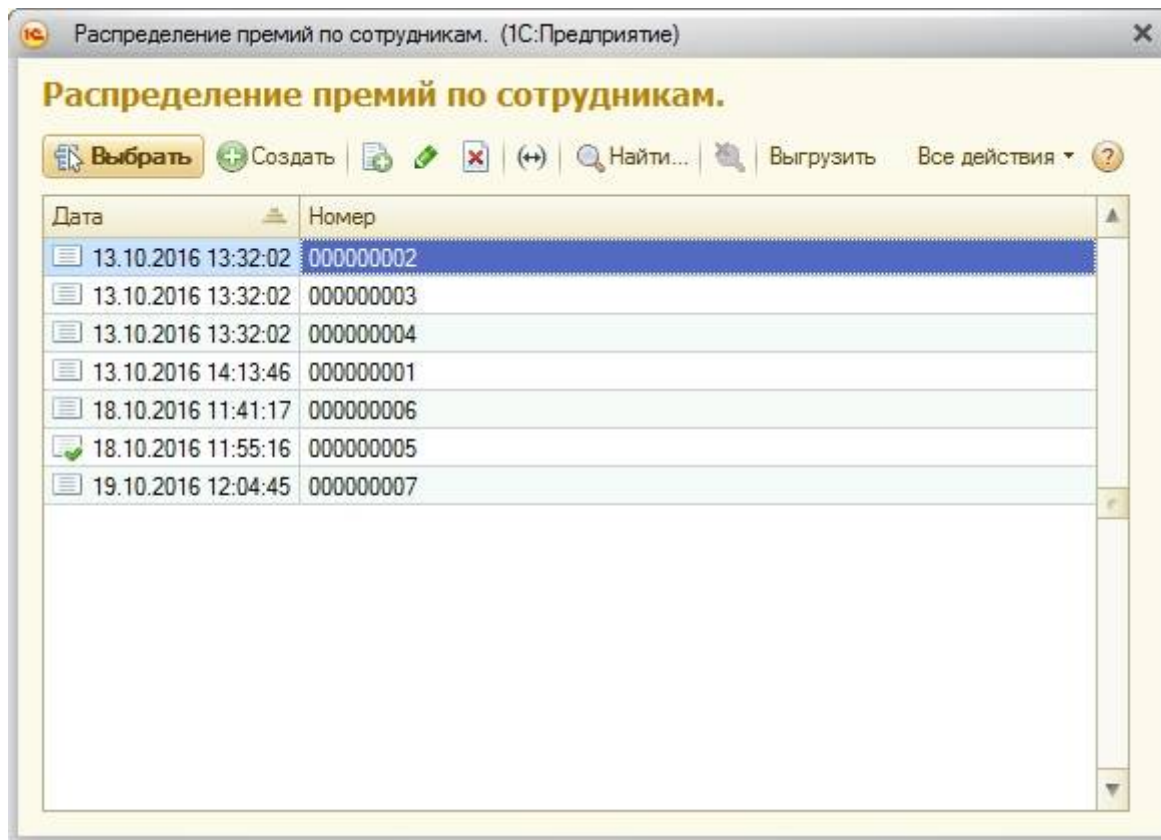 1С Распределение премий по сотрудникам. (1С:Предприятие)
Распределение премий по сотрудникам.
Выбрать Создать Найти... Выгрузить Все действия ?
Дата Номер
13.10.2016 13:32:02 000000002
13.10.2016 13:32:02 000000003
13.10.2016 13:32:02 000000004
13.10.2016 14:13:46 000000001
18.10.2016 11:41:17 000000006
18.10.2016 11:55:16 000000005
19.10.2016 12:04:45 000000007